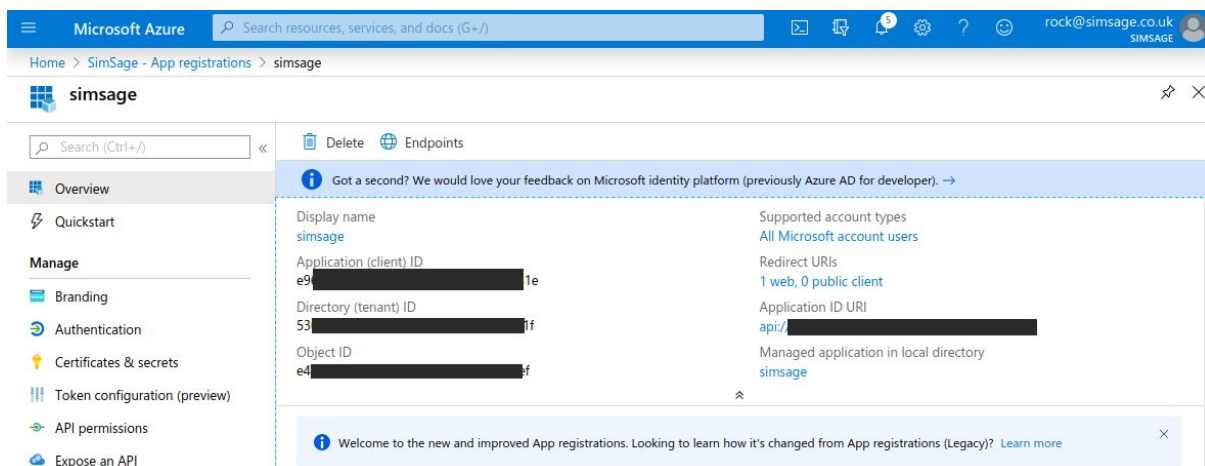 Microsoft Azure
Search resources, services, and docs (G+/)
5
rock@simsage.co.uk
SIMSAGE
Home > SimSage - App registrations > simsage
simsage
Search (Ctrl+/)
«
Overview
Quickstart
Manage
Branding
Authentication
Certificates & secrets
Token configuration (preview)
API permissions
Expose an API
Delete
Endpoints
Got a second? We would love your feedback on Microsoft identity platform (previously Azure AD for developer). →
Display name
simsage
Application (client) ID
1e
Directory (tenant) ID
53 1f
Object ID
e4 ef
Supported account types
All Microsoft account users
Redirect URIs
1 web, 0 public client
Application ID URI
api:/
Managed application in local directory
simsage
Welcome to the new and improved App registrations. Looking to learn how it's changed from App registrations (Legacy)? Learn more